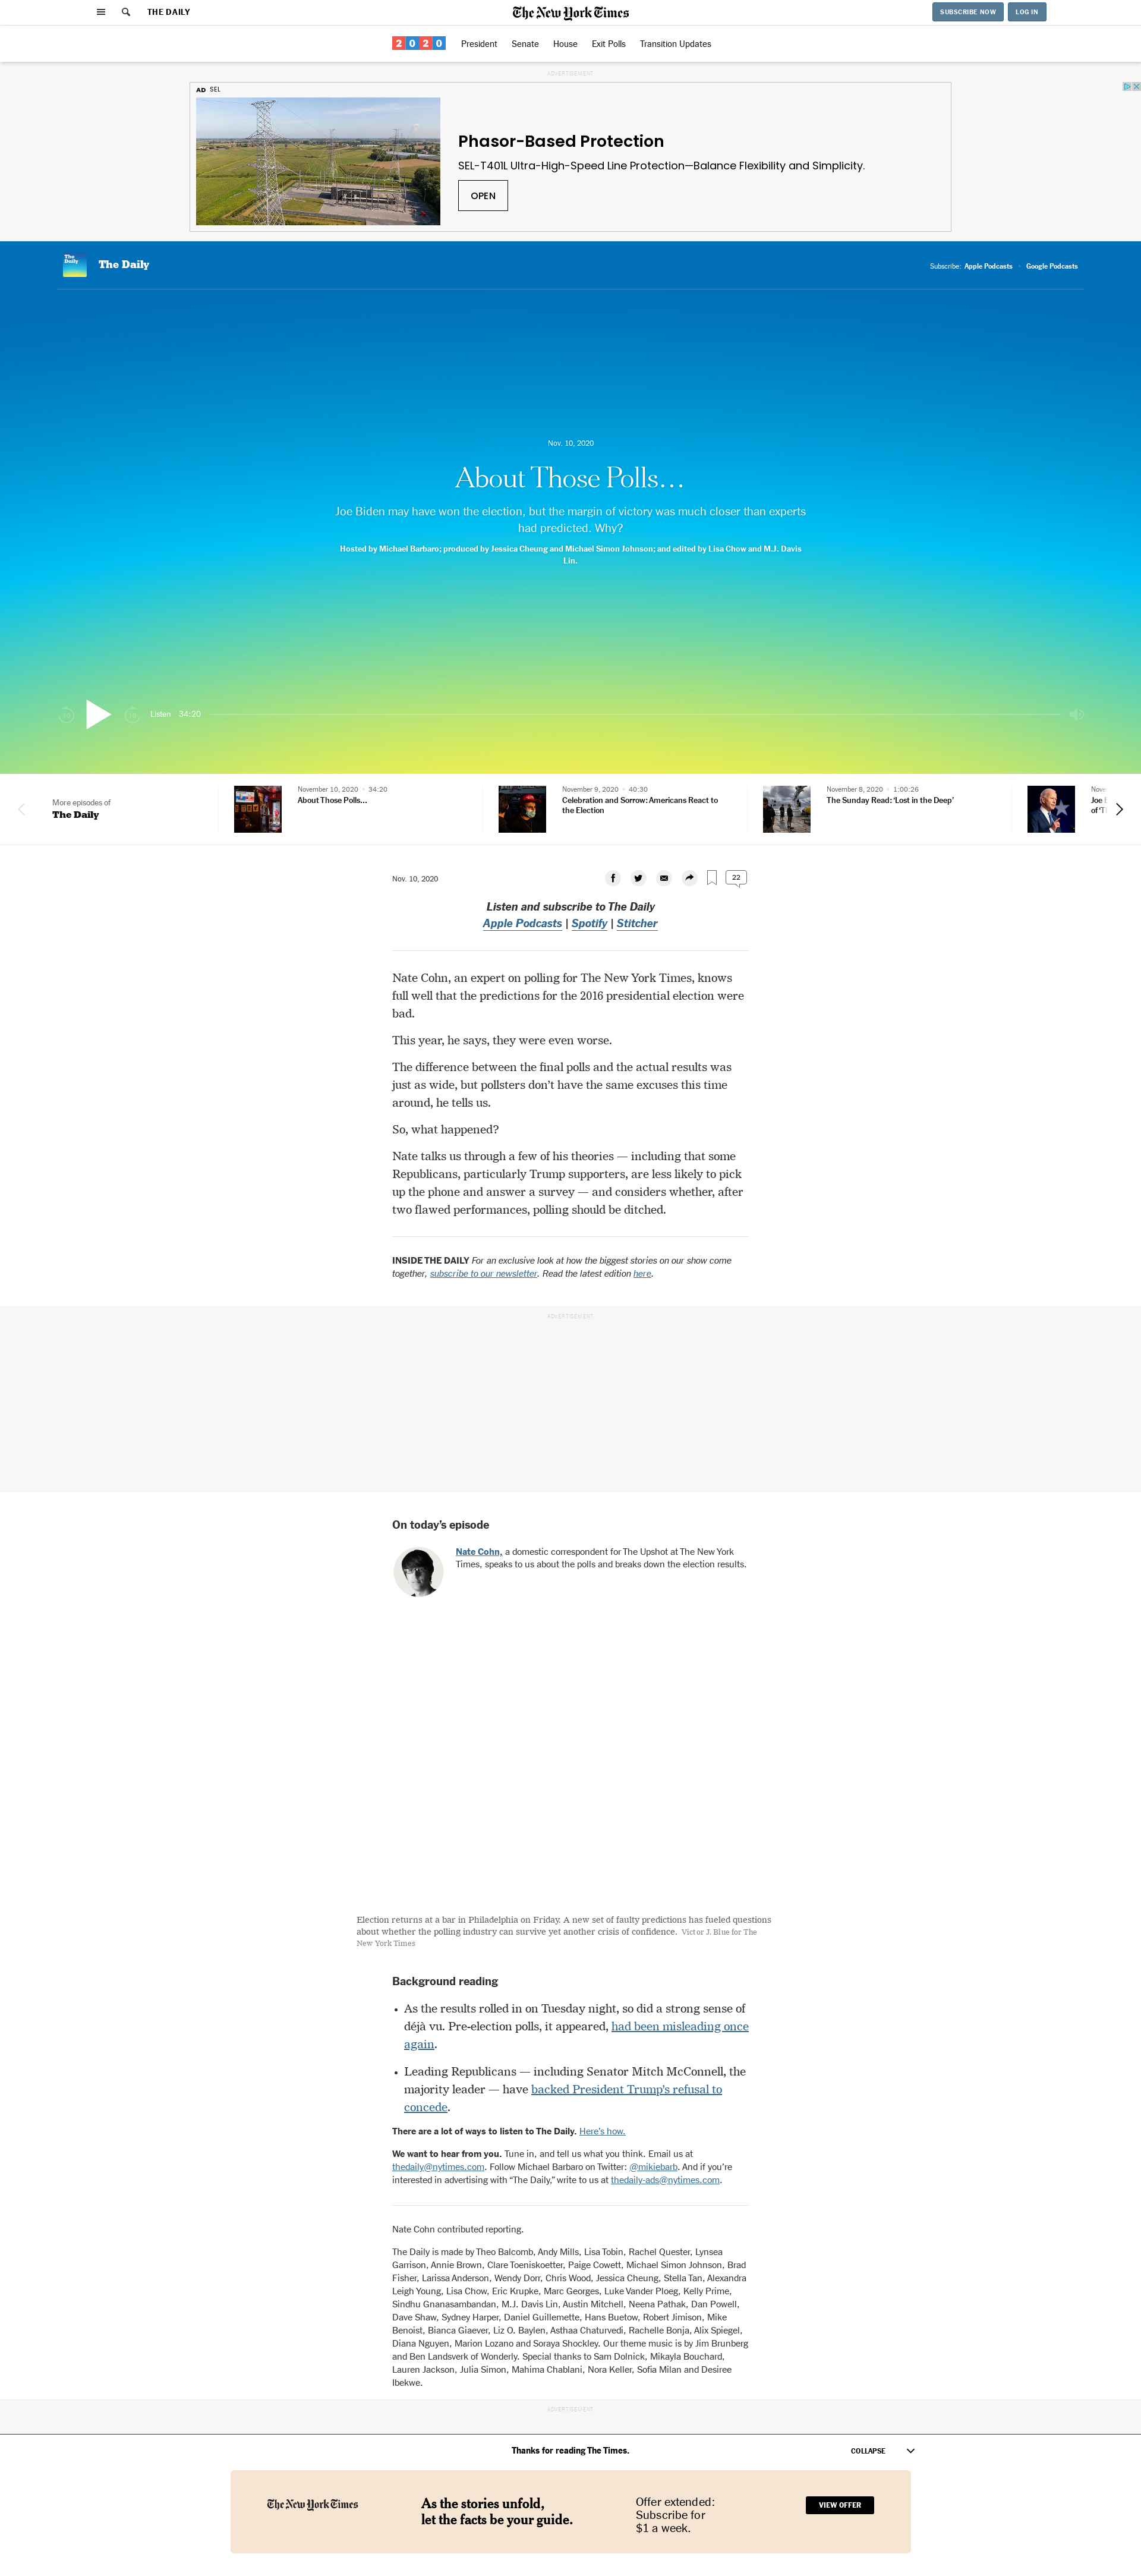 THE DAILY
The New York Times
SUBSCRIBE NOW
LOG IN
2020
President
Senate
House
Exit Polls
Transition Updates
ADVERTISEMENT
AD SEL
Phasor-Based Protection
SEL-T401L Ultra-High-Speed Line Protection—Balance Flexibility and Simplicity.
OPEN
The Daily
The Daily
Subscribe: Apple Podcasts
Google Podcasts
Nov. 10, 2020
About Those Polls…
Joe Biden may have won the election, but the margin of victory was much closer than experts
had predicted. Why?
Hosted by Michael Barbaro; produced by Jessica Cheung and Michael Simon Johnson; and edited by Lisa Chow and M.J. Davis
Lin.
Listen 34:20
More episodes of
The Daily
November 10, 2020 • 34:20
About Those Polls…
November 9, 2020 • 40:30
Celebration and Sorrow: Americans React to
the Election
November 8, 2020 • 1:00:26
The Sunday Read: ‘Lost in the Deep’
Nove
Joe
of ‘T
Nov. 10, 2020
22
Listen and subscribe to The Daily
Apple Podcasts | Spotify | Stitcher
Nate Cohn, an expert on polling for The New York Times, knows
full well that the predictions for the 2016 presidential election were
bad.
This year, he says, they were even worse.
The difference between the final polls and the actual results was
just as wide, but pollsters don’t have the same excuses this time
around, he tells us.
So, what happened?
Nate talks us through a few of his theories — including that some
Republicans, particularly Trump supporters, are less likely to pick
up the phone and answer a survey — and considers whether, after
two flawed performances, polling should be ditched.
INSIDE THE DAILY For an exclusive look at how the biggest stories on our show come
together, subscribe to our newsletter. Read the latest edition here.
ADVERTISEMENT
On today’s episode
Nate Cohn, a domestic correspondent for The Upshot at The New York
Times, speaks to us about the polls and breaks down the election results.
Election returns at a bar in Philadelphia on Friday. A new set of faulty predictions has fueled questions
about whether the polling industry can survive yet another crisis of confidence. Victor J. Blue for The
New York Times
Background reading
• As the results rolled in on Tuesday night, so did a strong sense of
déjà vu. Pre-election polls, it appeared, had been misleading once
again.
• Leading Republicans — including Senator Mitch McConnell, the
majority leader — have backed President Trump’s refusal to
concede.
There are a lot of ways to listen to The Daily. Here’s how.
We want to hear from you. Tune in, and tell us what you think. Email us at
thedaily@nytimes.com. Follow Michael Barbaro on Twitter: @mikiebarb. And if you’re
interested in advertising with “The Daily,” write to us at thedaily-ads@nytimes.com.
Nate Cohn contributed reporting.
The Daily is made by Theo Balcomb, Andy Mills, Lisa Tobin, Rachel Quester, Lynsea
Garrison, Annie Brown, Clare Toeniskoetter, Paige Cowett, Michael Simon Johnson, Brad
Fisher, Larissa Anderson, Wendy Dorr, Chris Wood, Jessica Cheung, Stella Tan, Alexandra
Leigh Young, Lisa Chow, Eric Krupke, Marc Georges, Luke Vander Ploeg, Kelly Prime,
Sindhu Gnanasambandan, M.J. Davis Lin, Austin Mitchell, Neena Pathak, Dan Powell,
Dave Shaw, Sydney Harper, Daniel Guillemette, Hans Buetow, Robert Jimison, Mike
Benoist, Bianca Giaever, Liz O. Baylen, Asthaa Chaturvedi, Rachelle Bonja, Alix Spiegel,
Diana Nguyen, Marion Lozano and Soraya Shockley. Our theme music is by Jim Brunberg
and Ben Landsverk of Wonderly. Special thanks to Sam Dolnick, Mikayla Bouchard,
Lauren Jackson, Julia Simon, Mahima Chablani, Nora Keller, Sofia Milan and Desiree
Ibekwe.
ADVERTISEMENT
Thanks for reading The Times.
COLLAPSE
The New York Times
As the stories unfold,
let the facts be your guide.
Offer extended:
Subscribe for
$1 a week.
VIEW OFFER